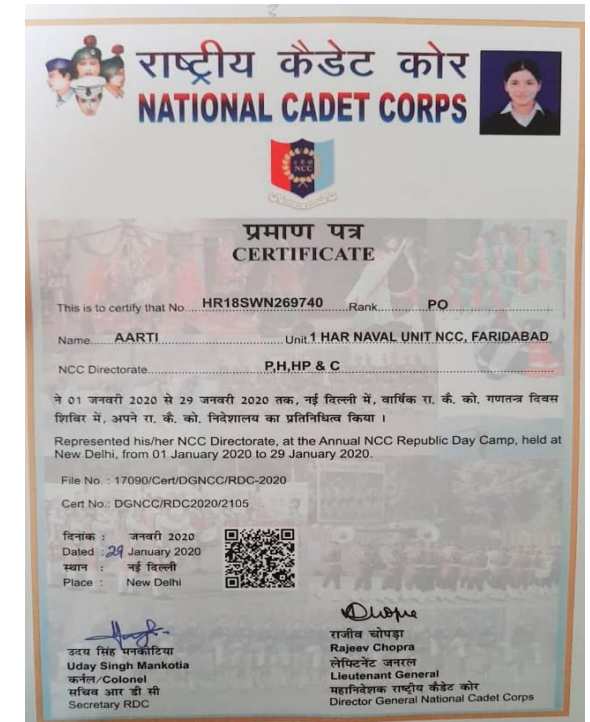 राष्ट्रीय कैडेट कोर
NATIONAL CADET CORPS
NCC
प्रमाण पत्र
CERTIFICATE
This is to certify that No....HR18SWN269740....Rank..........PO
Name.....AARTI..........Unit 1 HAR NAVAL UNIT NCC, FARIDABAD
NCC Directorate..........P,H,HP & C
ने 01 जनवरी 2020 से 29 जनवरी 2020 तक, नई दिल्ली में, वार्षिक रा. कै. को. गणतन्त्र दिवस
शिविर में, अपने रा. कै. को. निदेशालय का प्रतिनिधित्व किया ।
Represented his/her NCC Directorate, at the Annual NCC Republic Day Camp, held at
New Delhi, from 01 January 2020 to 29 January 2020.
File No. : 17090/Cert/DGNCC/RDC-2020
Cert No.: DGNCC/RDC2020/2105
दिनांक : जनवरी 2020
Dated : 29 January 2020
स्थान : नई दिल्ली
Place : New Delhi
उदय सिंह मनकोटिया
Uday Singh Mankotia
कर्नल/Colonel
सचिव आर डी सी
Secretary RDC
राजीव चोपड़ा
Rajeev Chopra
लेफ्टिनेंट जनरल
Lieutenant General
महानिदेशक राष्ट्रीय कैडेट कोर
Director General National Cadet Corps